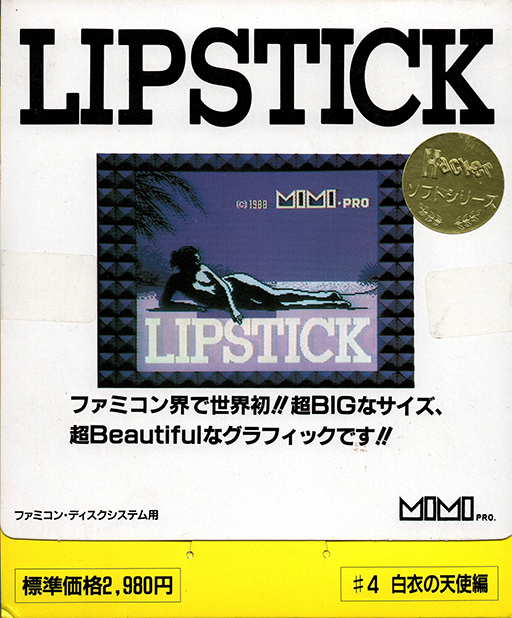 LIPSTICK
Hacker
ソフトシリーズ
(C)1988 MIMI・PRO
LIPSTICK
ファミコン界で世界初!!超BIGなサイズ、
超Beautifulなグラフィックです!!
ファミコン・ディスクシステム用
MIMI PRO.
標準価格2,980円
#4 白衣の天使編